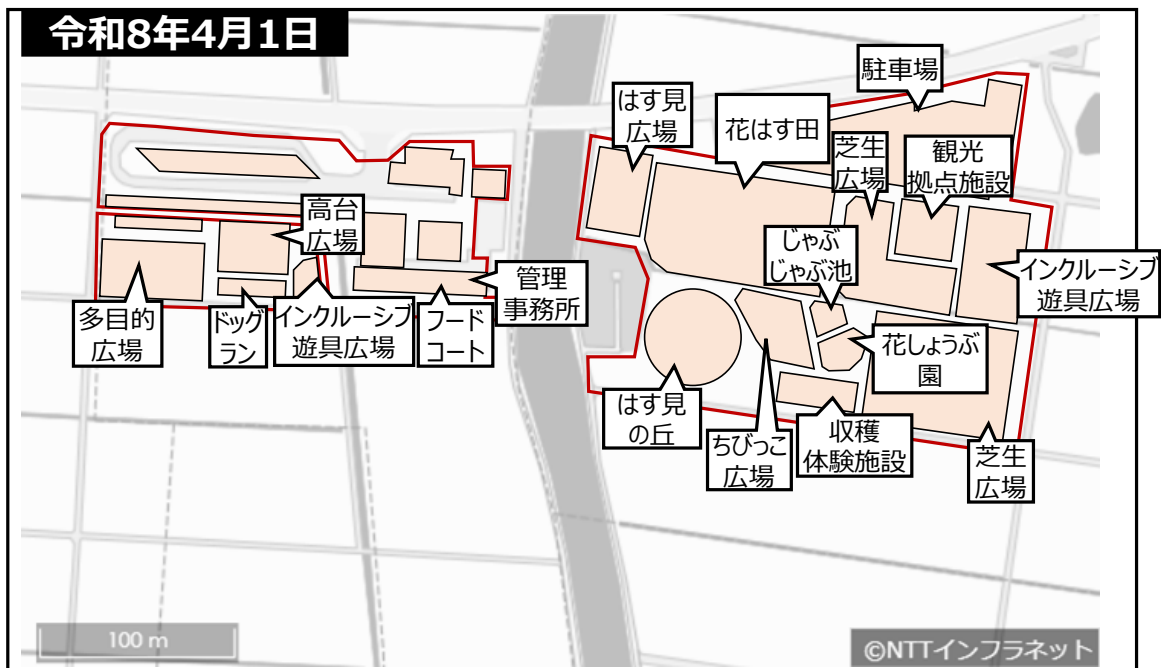 令和8年4月1日
駐車場
はす見
広場
花はす田
芝生
広場
観光
拠点施設
高台
広場
じゃぶ
じゃぶ池
管理
事務所
インクルーシブ
遊具広場
多目的
広場
ドッグ
ラン
インクルーシブ
遊具広場
フード
コート
花しょうぶ
園
はす見
の丘
ちびっこ
広場
収穫
体験施設
芝生
広場
100 m
©NTTインフラネット